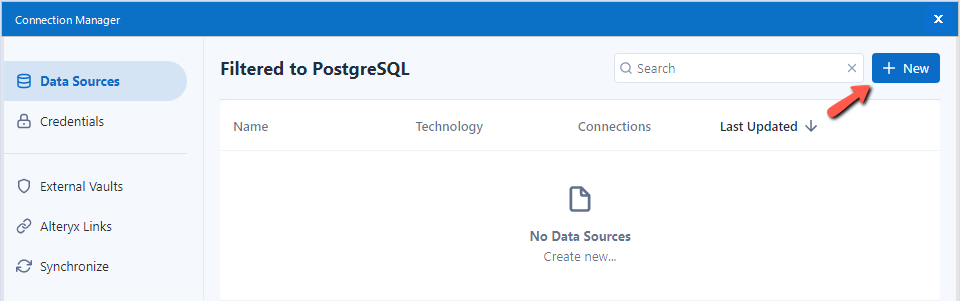 Connection Manager
Data Sources
Credentials
External Vaults
Alteryx Links
Synchronize
Filtered to PostgreSQL
Search
New
Name Technology Connections Last Updated
No Data Sources
Create new...